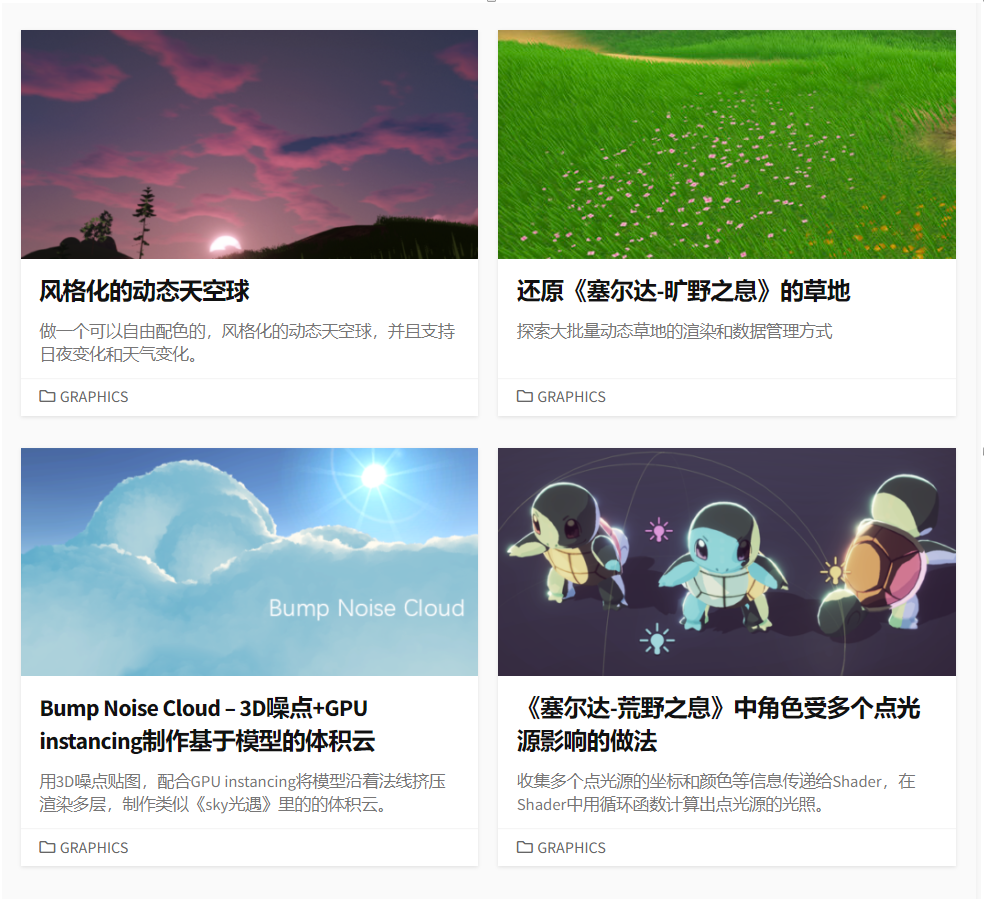 风格化的动态天空球
做一个可以自由配色的，风格化的动态天空球，并且支持
日夜变化和天气变化。
GRAPHICS
还原《塞尔达-旷野之息》的草地
探索大批量动态草地的渲染和数据管理方式
GRAPHICS
Bump Noise Cloud
Bump Noise Cloud – 3D噪点+GPU
instancing制作基于模型的体积云
用3D噪点贴图，配合GPU instancing将模型沿着法线挤压
渲染多层，制作类似《sky光遇》里的的体积云。
GRAPHICS
《塞尔达-荒野之息》中角色受多个点光
源影响的做法
收集多个点光源的坐标和颜色等信息传递给Shader，在
Shader中用循环函数计算出点光源的光照。
GRAPHICS